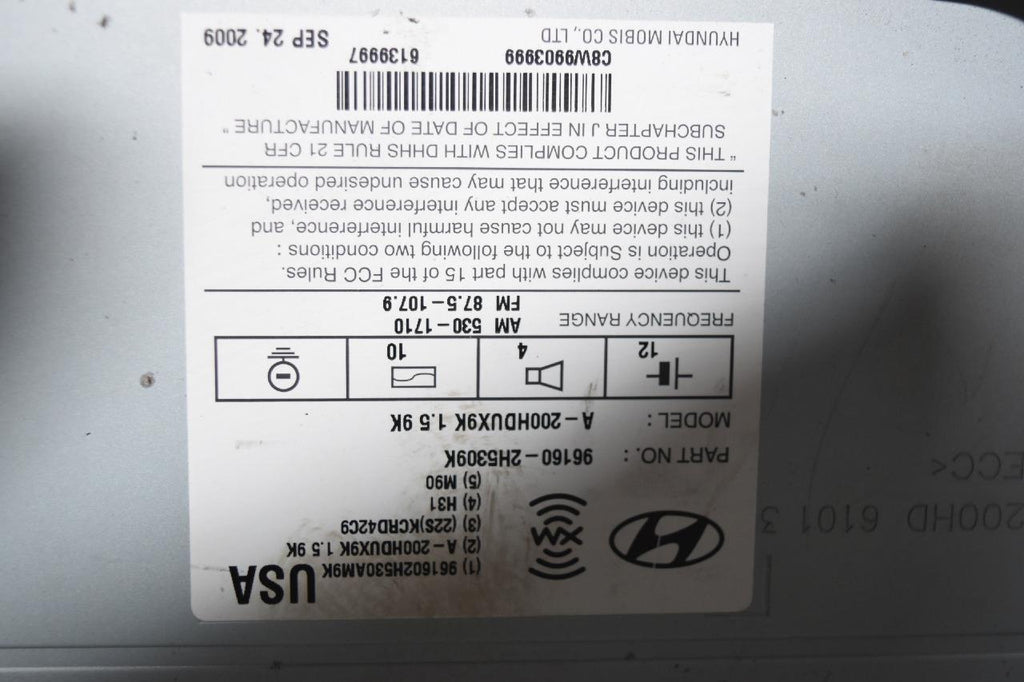 USA
(1) 961602H530AM9K
(2) A-200HDUX9K 1.5 9K
(3) (22S)KCRD42C9
(4) H31
(5) M90
XM
PART NO. : 96160-2H5309K
MODEL : A-200HDUX9K 1.5 9K
12 4 10
FREQUENCY RANGE AM 530-1710
FM 87.5-107.9
This device complies with part 15 of the FCC Rules.
Operation is Subject to the following two conditions :
(1) this device may not cause harmful interference, and
(2) this device must accept any interference received,
including interference that may cause undesired operation
" THIS PRODUCT COMPLIES WITH DHHS RULE 21 CFR
SUBCHAPTER J IN EFFECT OF DATE OF MANUFACTURE "
C8W9903999 6139997
HYUNDAI MOBIS CO., LTD SEP 24. 2009
200HD 6101 3
ECC>